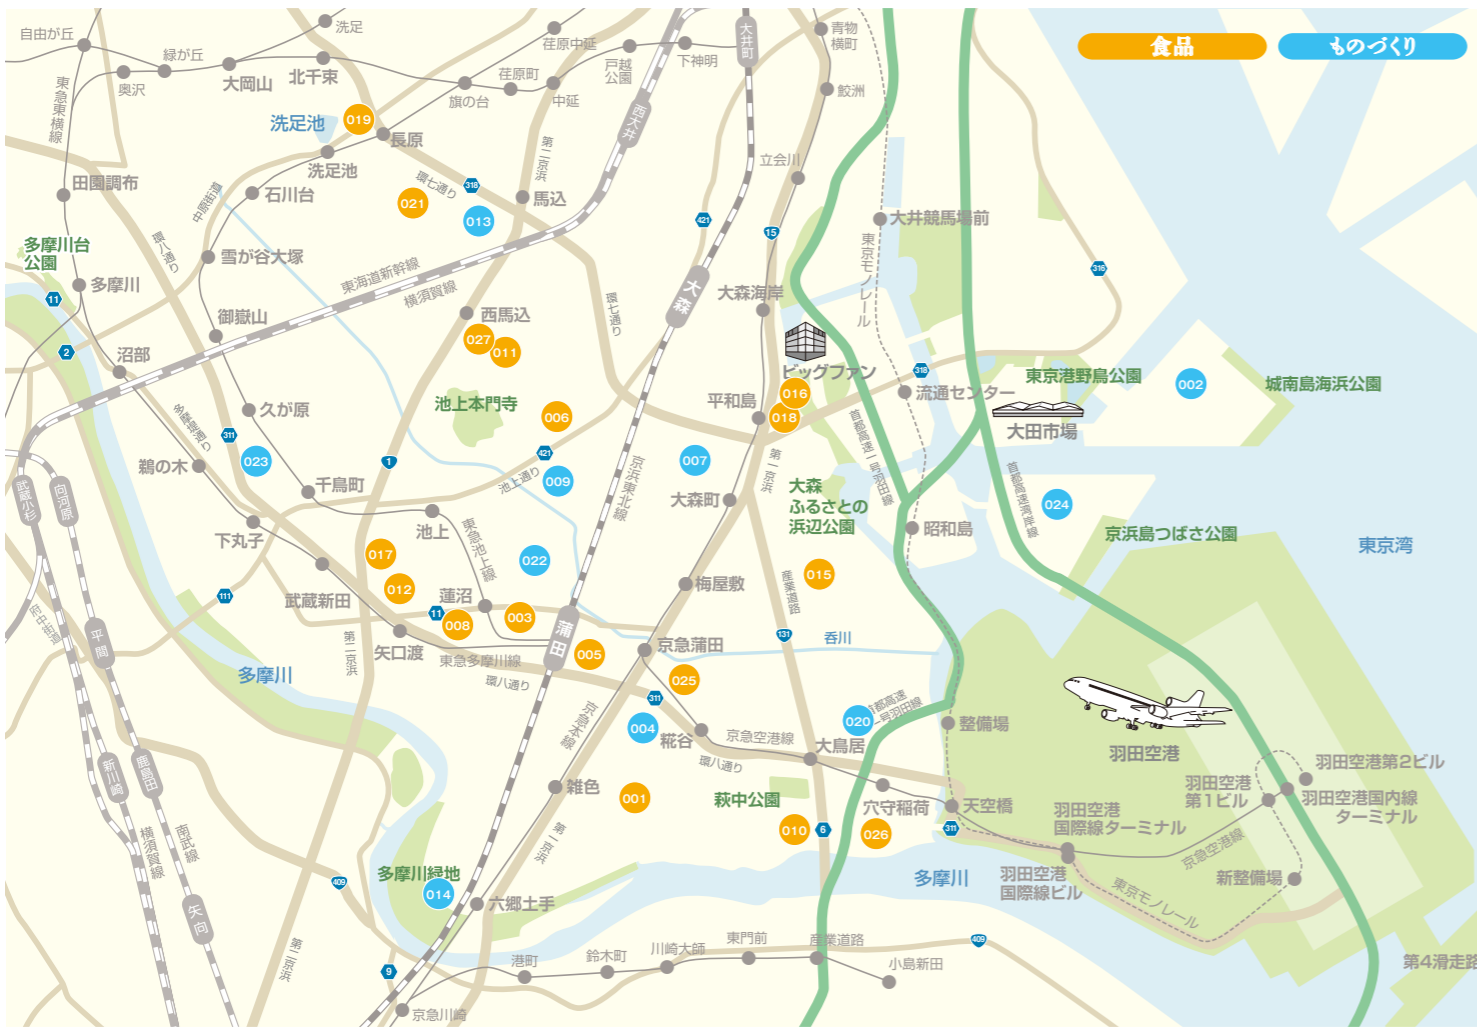 食品
ものづくり
自由が丘
緑が丘
奥沢
大岡山
北千束
洗足
荏原中延
戸越
公園
下神明
大井町
青物
横町
鮫洲
旗の台
荏原町
中延
西大井
東急東横線
洗足池
019
長原
洗足池
第二京浜
立会川
田園調布
中原街道
石川台
021
環七通り
318
013
馬込
421
15
大井競馬場前
316
多摩川台
公園
環八通り
雪が谷大塚
東海道新幹線
横須賀線
大森
大森海岸
東京モノレール
多摩川
11
御嶽山
西馬込
環七通り
027
011
2
沼部
ビッグファン
318
流通センター
東京港野鳥公園
002
城南島海浜公園
久が原
池上本門寺
006
平和島
016
018
大田市場
多摩堤通り
311
023
1
421
池上通り
009
京浜東北線
007
第一京浜
首都高速一号羽田線
首都高速湾岸線
鵜の木
千鳥町
大森町
大森
ふるさとの
浜辺公園
024
武蔵小杉
向河原
下丸子
池上
東急池上線
昭和島
京浜島つばさ公園
東京湾
017
022
012
015
産業道路
梅屋敷
111
武蔵新田
蓮沼
11
008
003
蒲田
府中街道
平間
第二京浜
矢口渡
東急多摩川線
005
京急蒲田
131
呑川
多摩川
環八通り
025
311
004
糀谷
京急本線
京急空港線
環八通り
大鳥居
首都高速
一号羽田線
020
整備場
羽田空港
新川崎
鹿島田
雑色
001
萩中公園
010
6
穴守稲荷
026
天空橋
311
羽田空港第2ビル
羽田空港
第1ビル
羽田空港国内線
ターミナル
羽田空港
国際線ターミナル
京急空港線
横須賀線
南武線
第一京浜
多摩川緑地
014
409
多摩川
羽田空港
国際線ビル
東京モノレール
新整備場
矢向
六郷土手
第二京浜
9
港町
鈴木町
川崎大師
東門前
産業道路
小島新田
409
第4滑走路
京急川崎